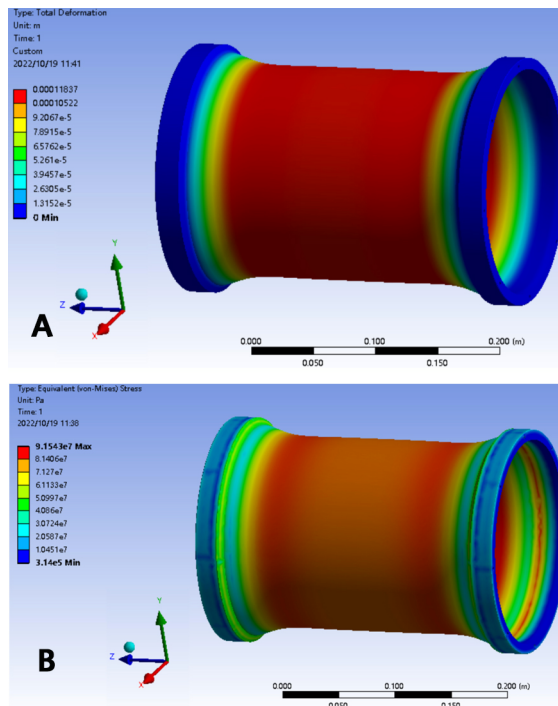 Type: Total Deformation
Unit: m
Time: 1
Custom
2022/10/19 11:41
0.00011837
0.00010522
9.2067e-5
7.8915e-5
6.5762e-5
5.261e-5
3.9457e-5
2.6305e-5
1.3152e-5
0 Min
Y
Z
X
A
0.000 0.100 0.200 (m)
0.050 0.150
Type: Equivalent (von-Mises) Stress
Unit: Pa
Time: 1
2022/10/19 11:38
9.1543e7 Max
8.1406e7
7.127e7
6.1133e7
5.0997e7
4.086e7
3.0724e7
2.0587e7
1.0451e7
3.14e5 Min
Y
Z
X
B
0.000 0.100 0.200 (m)
0.050 0.150